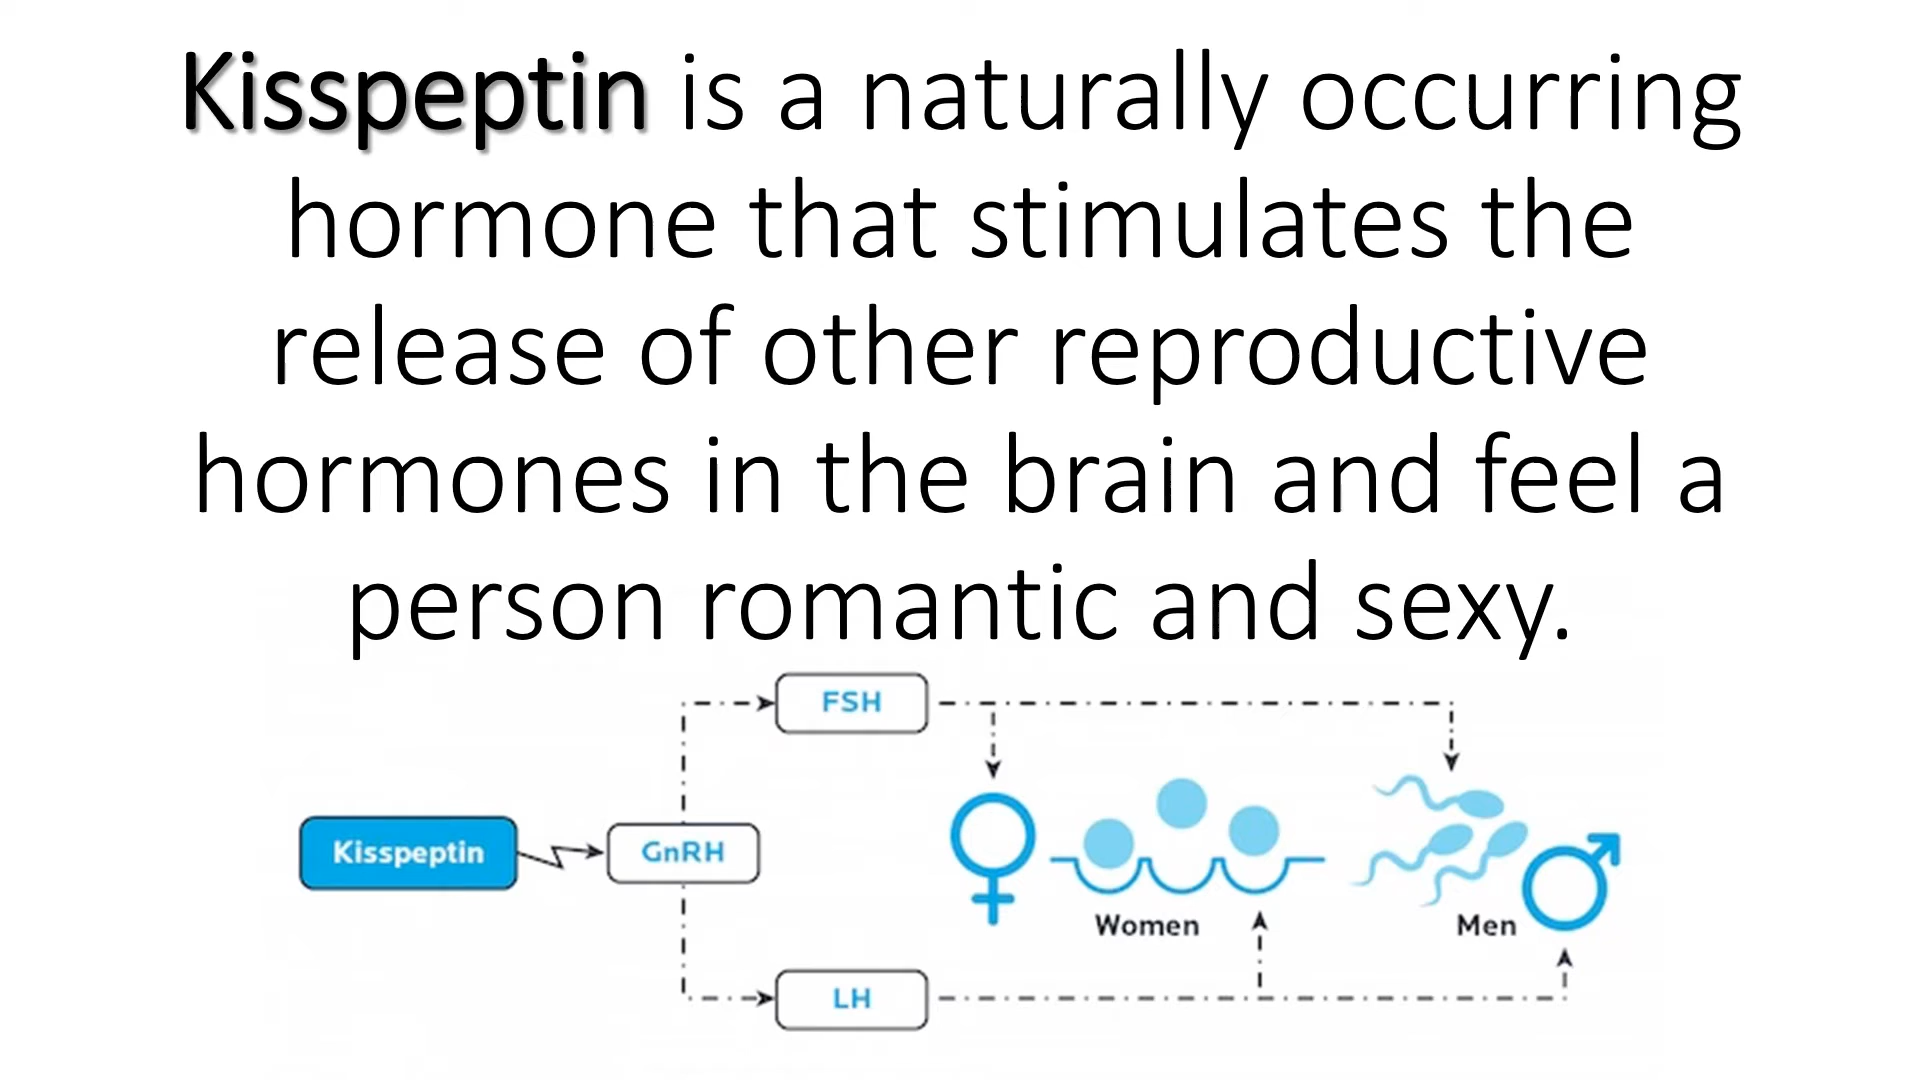 Kisspeptin is a naturally occurring
hormone that stimulates the
release of other reproductive
hormones in the brain and feel a
person romantic and sexy.
FSH
Kisspeptin
GnRH
Women
Men
LH